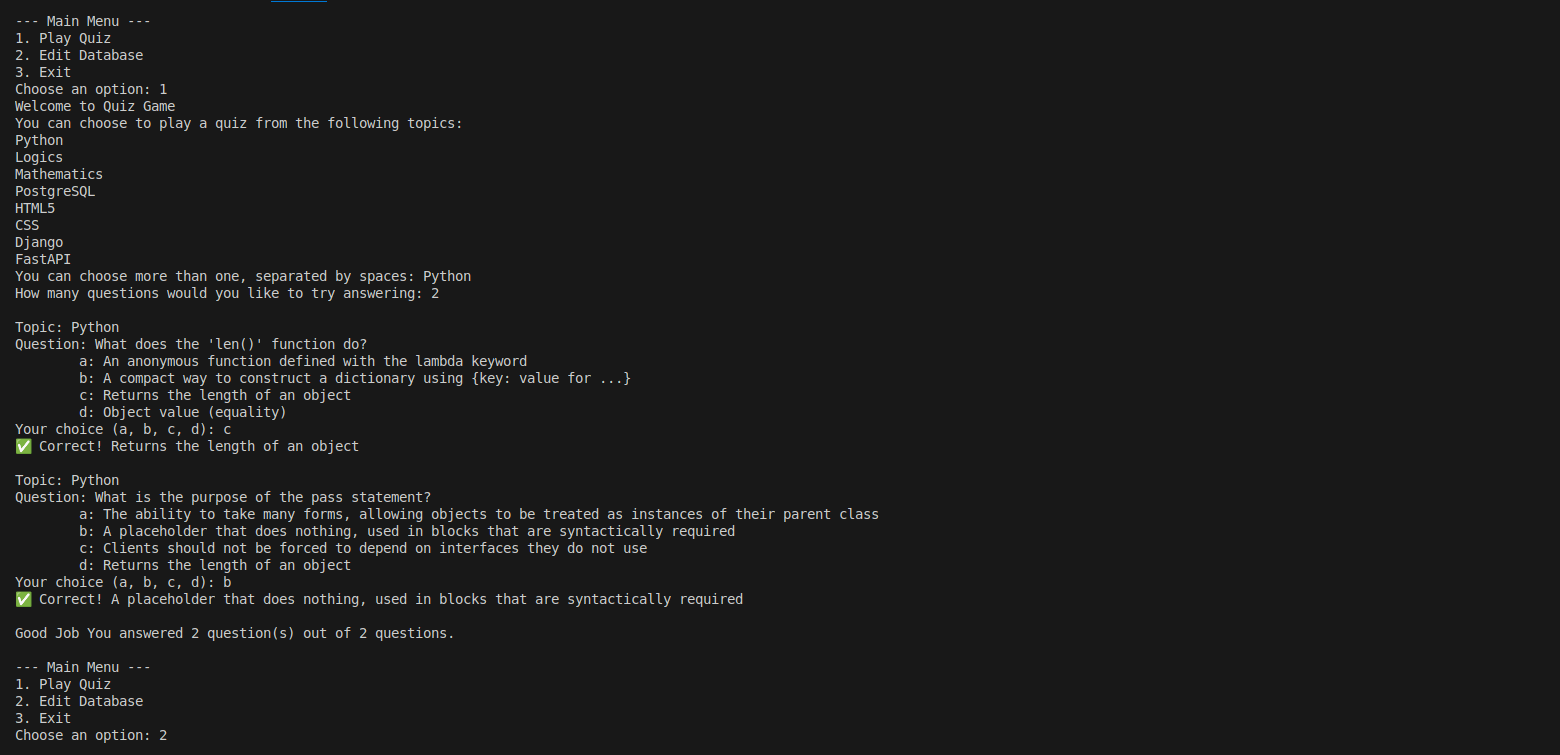 --- Main Menu ---
1. Play Quiz
2. Edit Database
3. Exit
Choose an option: 1
Welcome to Quiz Game
You can choose to play a quiz from the following topics:
Python
Logics
Mathematics
PostgreSQL
HTML5
CSS
Django
FastAPI
You can choose more than one, separated by spaces: Python
How many questions would you like to try answering: 2
Topic: Python
Question: What does the 'len()' function do?
a: An anonymous function defined with the lambda keyword
b: A compact way to construct a dictionary using {key: value for ...}
c: Returns the length of an object
d: Object value (equality)
Your choice (a, b, c, d): c
✅ Correct! Returns the length of an object
Topic: Python
Question: What is the purpose of the pass statement?
a: The ability to take many forms, allowing objects to be treated as instances of their parent class
b: A placeholder that does nothing, used in blocks that are syntactically required
c: Clients should not be forced to depend on interfaces they do not use
d: Returns the length of an object
Your choice (a, b, c, d): b
✅ Correct! A placeholder that does nothing, used in blocks that are syntactically required
Good Job You answered 2 question(s) out of 2 questions.
--- Main Menu ---
1. Play Quiz
2. Edit Database
3. Exit
Choose an option: 2